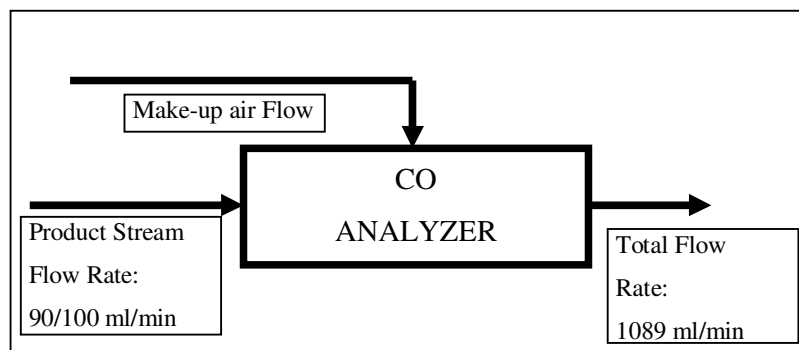 Make-up air Flow
CO
ANALYZER
Product Stream
Flow Rate:
90/100 ml/min
Total Flow
Rate:
1089 ml/min